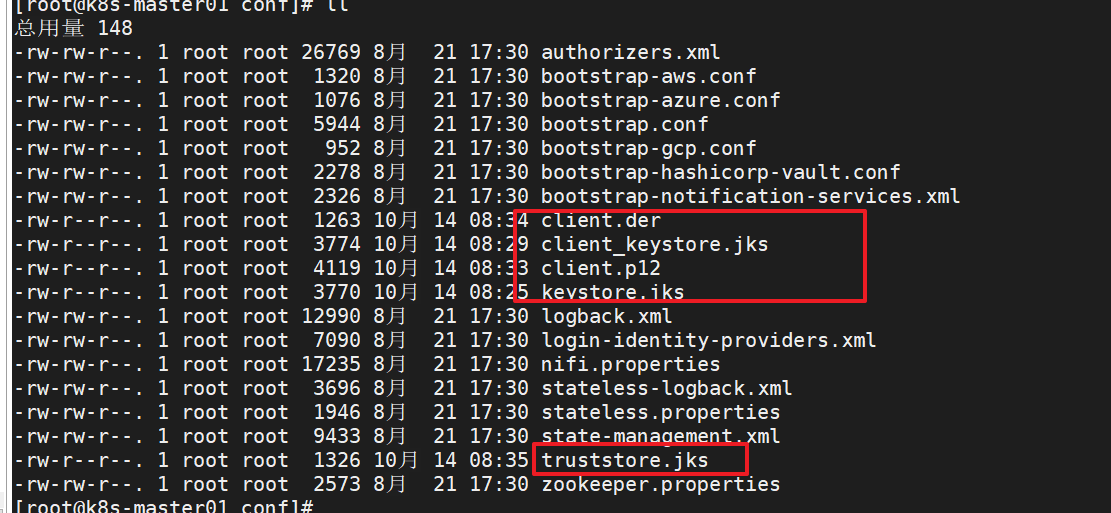 [root@k8s-master01 conf]# ll
总用量 148
-rw-rw-r--. 1 root root 26769 8月  21 17:30 authorizers.xml
-rw-rw-r--. 1 root root  1320 8月  21 17:30 bootstrap-aws.conf
-rw-rw-r--. 1 root root  1076 8月  21 17:30 bootstrap-azure.conf
-rw-rw-r--. 1 root root  5944 8月  21 17:30 bootstrap.conf
-rw-rw-r--. 1 root root   952 8月  21 17:30 bootstrap-gcp.conf
-rw-rw-r--. 1 root root  2278 8月  21 17:30 bootstrap-hashicorp-vault.conf
-rw-rw-r--. 1 root root  2326 8月  21 17:30 bootstrap-notification-services.xml
-rw-r--r--. 1 root root  1263 10月 14 08:34 client.der
-rw-r--r--. 1 root root  3774 10月 14 08:29 client_keystore.jks
-rw-r--r--. 1 root root  4119 10月 14 08:33 client.p12
-rw-r--r--. 1 root root  3770 10月 14 08:25 keystore.jks
-rw-rw-r--. 1 root root 12990 8月  21 17:30 logback.xml
-rw-rw-r--. 1 root root  7090 8月  21 17:30 login-identity-providers.xml
-rw-rw-r--. 1 root root 17235 8月  21 17:30 nifi.properties
-rw-rw-r--. 1 root root  3696 8月  21 17:30 stateless-logback.xml
-rw-rw-r--. 1 root root  1946 8月  21 17:30 stateless.properties
-rw-rw-r--. 1 root root  9433 8月  21 17:30 state-management.xml
-rw-r--r--. 1 root root  1326 10月 14 08:35 truststore.jks
-rw-rw-r--. 1 root root  2573 8月  21 17:30 zookeeper.properties
[root@k8s-master01 conf]#